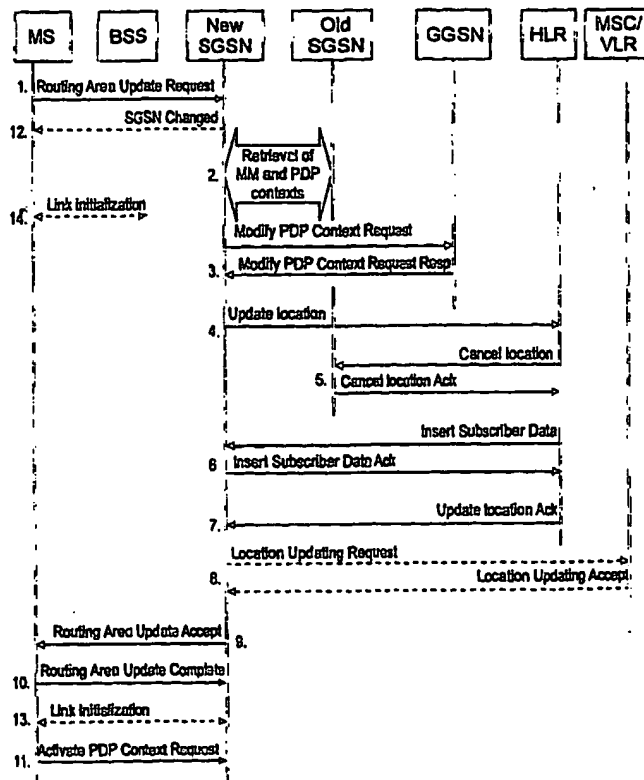 MS
BSS
New
SGSN
Old
SGSN
GGSN
HLR
MSC/
VLR
1. Routing Area Update Request
12. SGSN Changed
2. Retrieval of
MM and PDP
contexts
14. Link Initialization
Modify PDP Context Request
3. Modify PDP Context Request Resp
4. Update location
Cancel location
5. Cancel location Ack
Insert Subscriber Data
6 Insert Subscriber Data Ack
7. Update location Ack
Location Updating Request
8. Location Updating Accept
Routing Area Update Accept 9.
10. Routing Area Update Complete
13. Link Initialization
11. Activate PDP Context Request